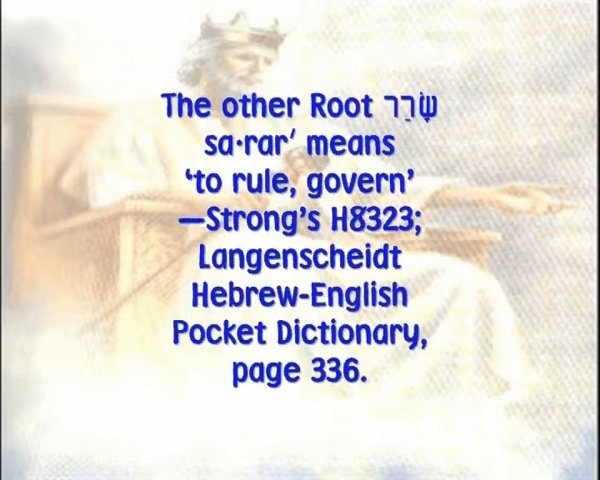 The other Root שָׂרַר
sa·rar′ means
‘to rule, govern’
—Strong’s H8323;
Langenscheidt
Hebrew-English
Pocket Dictionary,
page 336.